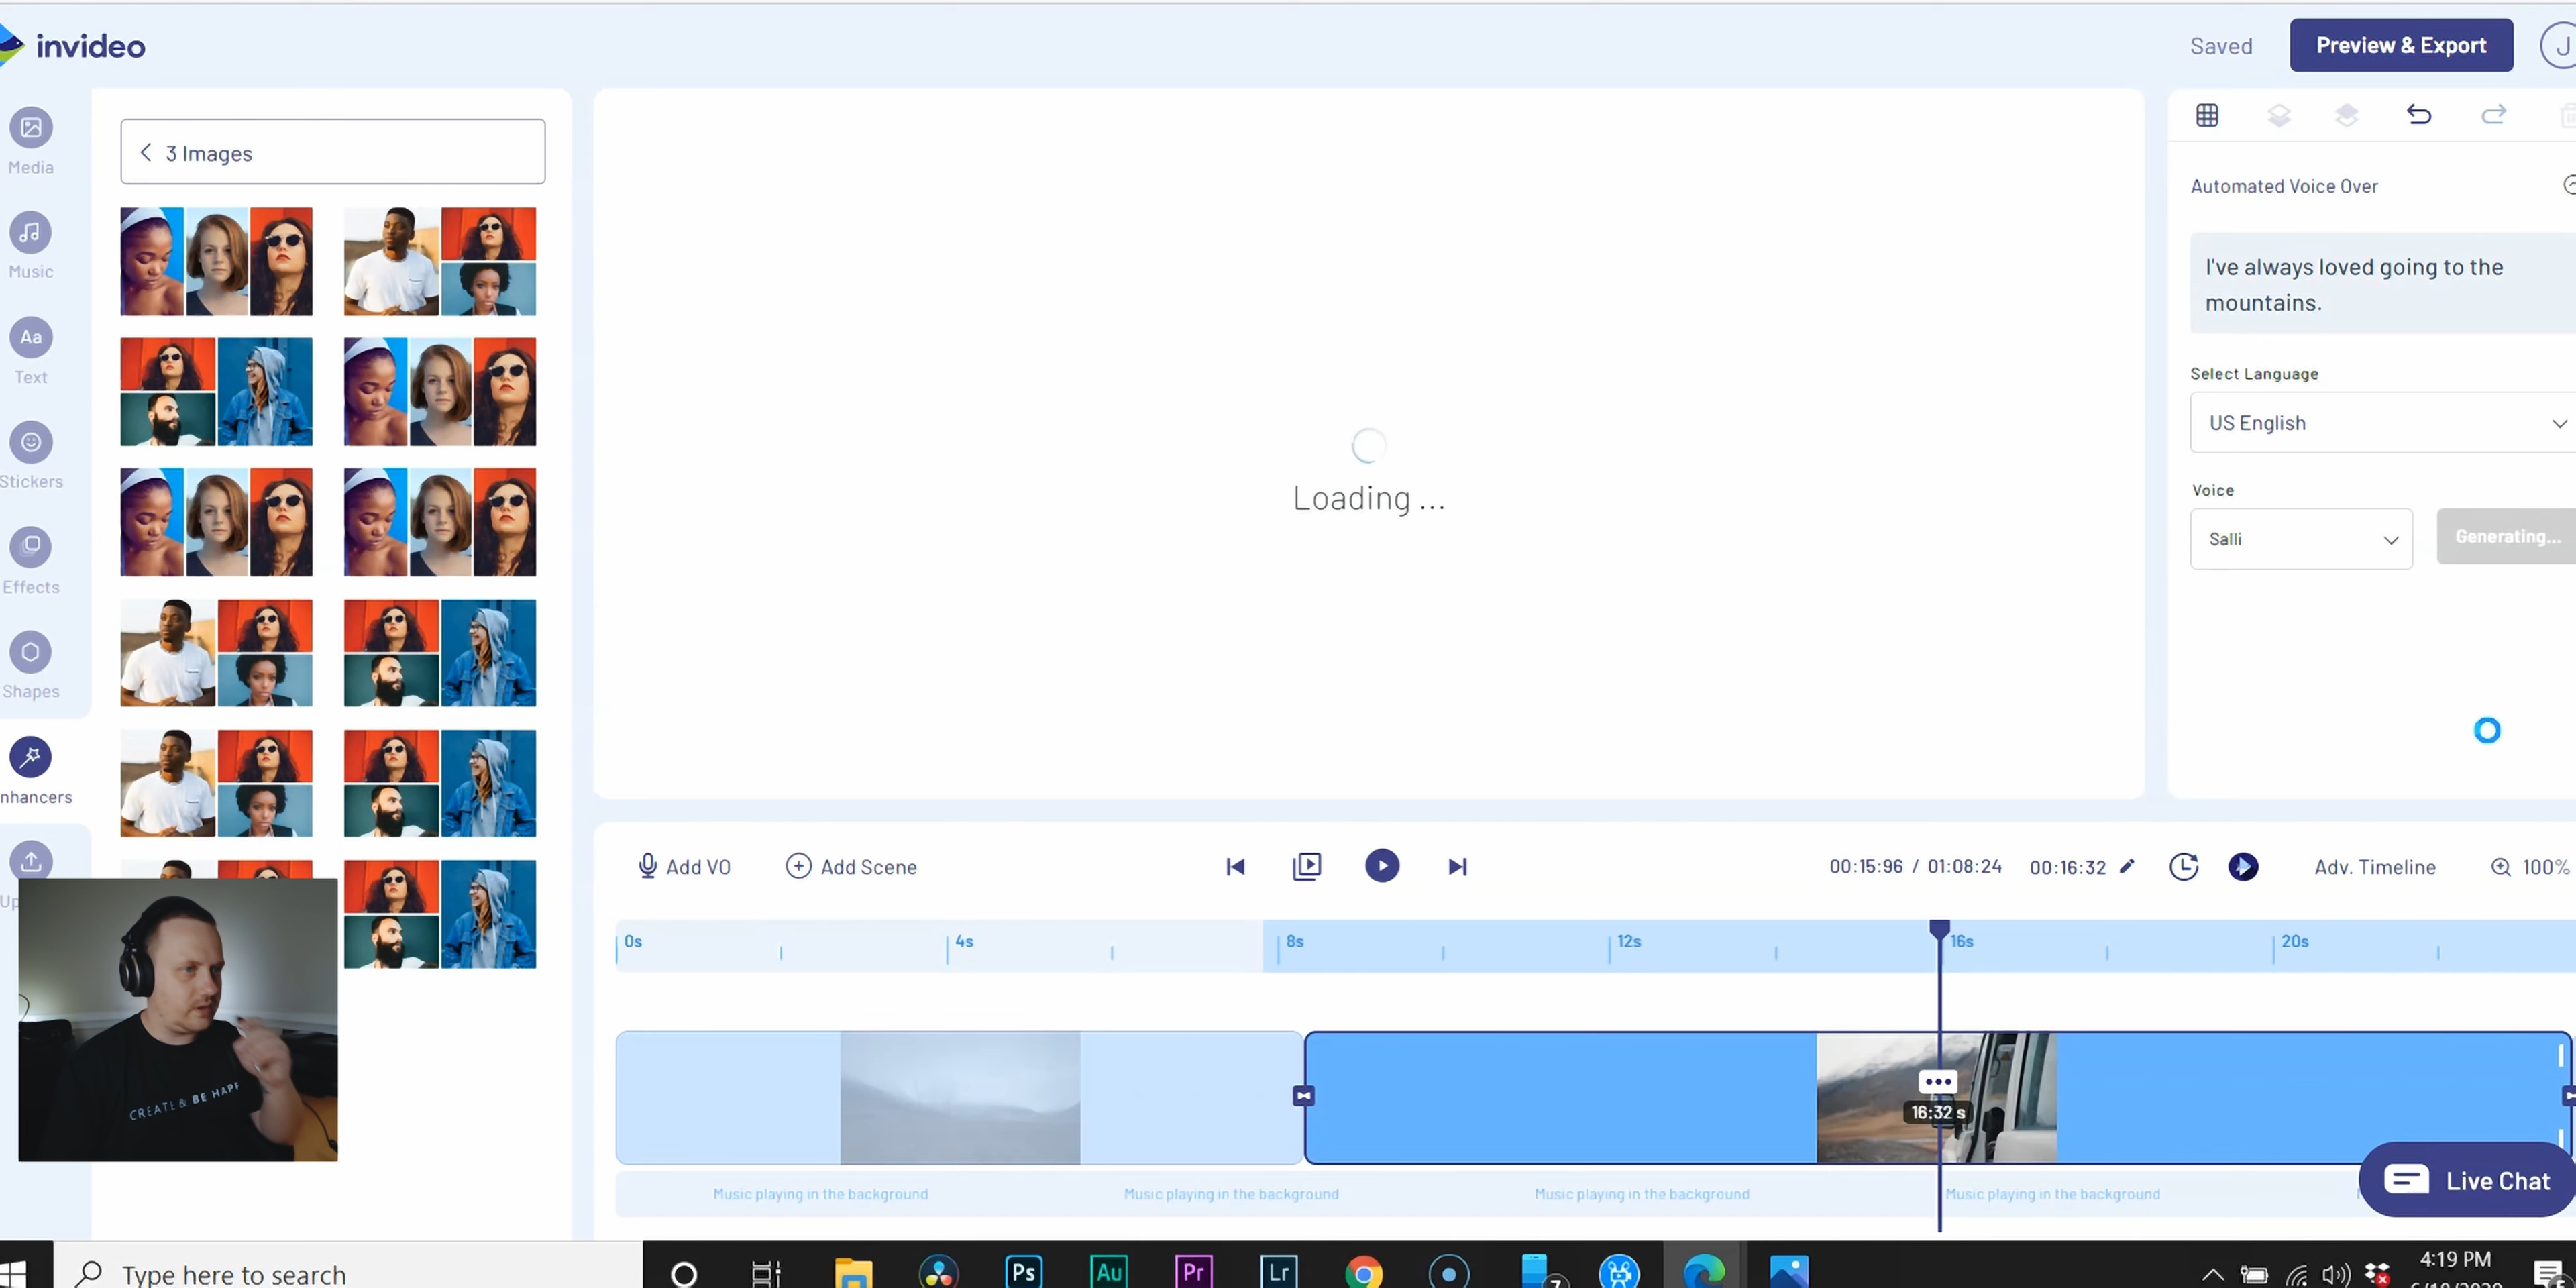 invideo
Saved
Preview & Export
J
Media
Music
Aa
Text
Stickers
Effects
Shapes
nhancers
Up
3 Images
Loading ...
Automated Voice Over
I've always loved going to the
mountains.
Select Language
US English
Voice
Salli
Generating...
Add VO
Add Scene
00:15:96 / 01:08:24
00:16:32
Adv. Timeline
100%
0s
4s
8s
12s
16s
20s
16:32 s
Music playing in the background
Music playing in the background
Music playing in the background
Music playing in the background
Live Chat
CREATE & BE HAPP
Type here to search
Ps
Au
Pr
Lr
7
4:19 PM